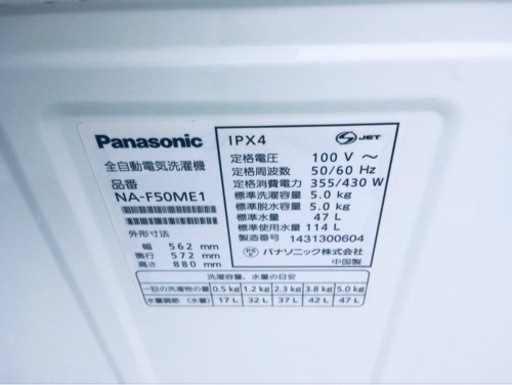 Panasonic
全自動電気洗濯機
品番
NA-F50ME1
外形寸法
幅 562 mm
奥行 572 mm
高さ 880 mm
IPX4
S JET
定格電圧 100 V ~
定格周波数 50/60 Hz
定格消費電力 355/430 W
標準洗濯容量 5.0 kg
標準脱水容量 5.0 kg
標準水量 47 L
標準使用水量 114 L
製造番号 1431300604
パナソニック株式会社
中国製
洗濯容量、水量の目安
一回の洗濯物の量 0.5 kg 1.2 kg 2.3 kg 3.8 kg 5.0 kg
水量調節(水量) 17 L 32 L 37 L 42 L 47 L